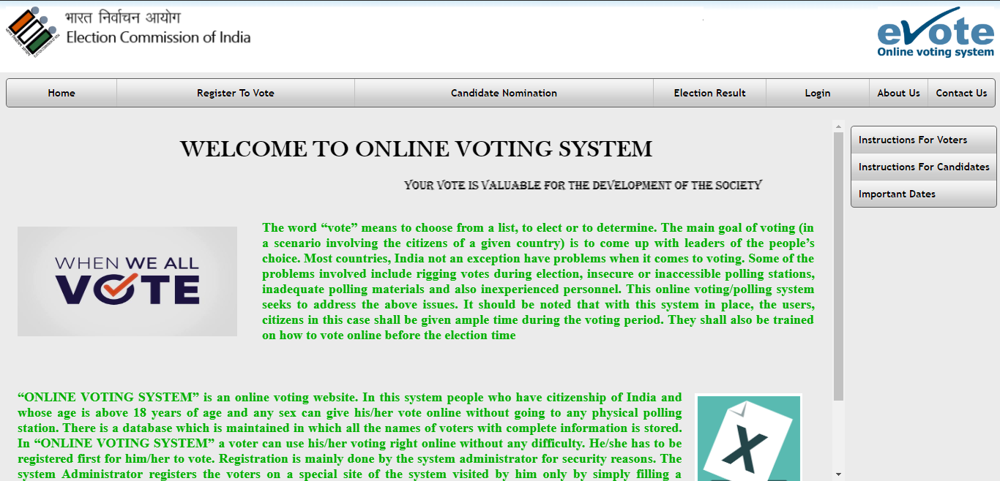 भारत निर्वाचन आयोग
Election Commission of India
eVote
Online voting system
Home Register To Vote Candidate Nomination Election Result Login About Us Contact Us
WELCOME TO ONLINE VOTING SYSTEM
YOUR VOTE IS VALUABLE FOR THE DEVELOPMENT OF THE SOCIETY
Instructions For Voters
Instructions For Candidates
Important Dates
WHEN WE ALL
VOTE
The word “vote” means to choose from a list, to elect or to determine. The main goal of voting (in
a scenario involving the citizens of a given country) is to come up with leaders of the people’s
choice. Most countries, India not an exception have problems when it comes to voting. Some of the
problems involved include rigging votes during election, insecure or inaccessible polling stations,
inadequate polling materials and also inexperienced personnel. This online voting/polling system
seeks to address the above issues. It should be noted that with this system in place, the users,
citizens in this case shall be given ample time during the voting period. They shall also be trained
on how to vote online before the election time
“ONLINE VOTING SYSTEM” is an online voting website. In this system people who have citizenship of India and
whose age is above 18 years of age and any sex can give his/her vote online without going to any physical polling
station. There is a database which is maintained in which all the names of voters with complete information is stored.
In “ONLINE VOTING SYSTEM” a voter can use his/her voting right online without any difficulty. He/she has to be
registered first for him/her to vote. Registration is mainly done by the system administrator for security reasons. The
system Administrator registers the voters on a special site of the system visited by him only by simply filling a